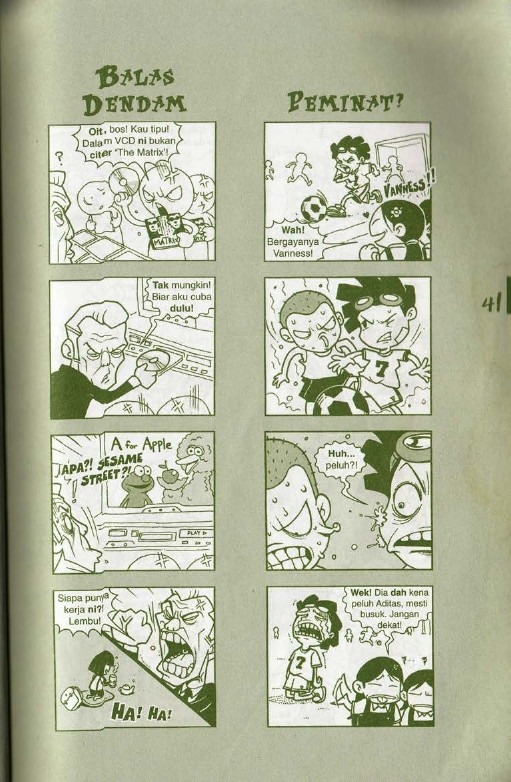 BALAS
DENDAM
Oit, bos! Kau tipu!
Dalam VCD ni bukan
citer 'The Matrix'!
?
MATRIX
Tak mungkin!
Biar aku cuba
dulu!
A for Apple
APA?! SESAME
STREET?!
PLAY
Siapa punya
kerja ni?!
Lembu!
HA! HA!
PEMINAT?
VANNESS!!
Wah!
Bergayanya
Vanness!
7
Huh...
peluh?!
Wek! Dia dah kena
peluh Aditas, mesti
busuk. Jangan
dekat!
7
? ... ?
41